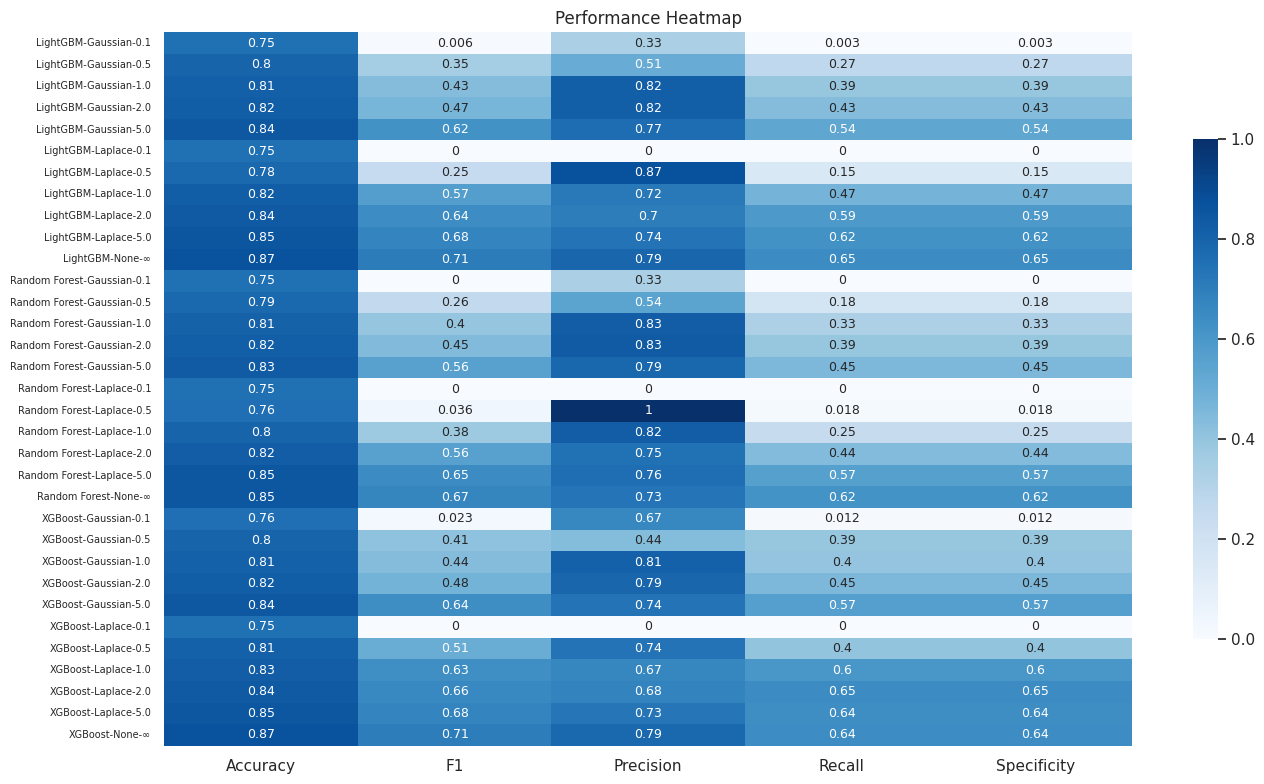 Performance Heatmap
LightGBM-Gaussian-0.1 0.75 0.006 0.33 0.003 0.003
LightGBM-Gaussian-0.5 0.8 0.35 0.51 0.27 0.27
LightGBM-Gaussian-1.0 0.81 0.43 0.82 0.39 0.39
LightGBM-Gaussian-2.0 0.82 0.47 0.82 0.43 0.43
LightGBM-Gaussian-5.0 0.84 0.62 0.77 0.54 0.54
LightGBM-Laplace-0.1 0.75 0 0 0 0
LightGBM-Laplace-0.5 0.78 0.25 0.87 0.15 0.15
LightGBM-Laplace-1.0 0.82 0.57 0.72 0.47 0.47
LightGBM-Laplace-2.0 0.84 0.64 0.7 0.59 0.59
LightGBM-Laplace-5.0 0.85 0.68 0.74 0.62 0.62
LightGBM-None-∞ 0.87 0.71 0.79 0.65 0.65
Random Forest-Gaussian-0.1 0.75 0 0.33 0 0
Random Forest-Gaussian-0.5 0.79 0.26 0.54 0.18 0.18
Random Forest-Gaussian-1.0 0.81 0.4 0.83 0.33 0.33
Random Forest-Gaussian-2.0 0.82 0.45 0.83 0.39 0.39
Random Forest-Gaussian-5.0 0.83 0.56 0.79 0.45 0.45
Random Forest-Laplace-0.1 0.75 0 0 0 0
Random Forest-Laplace-0.5 0.76 0.036 1 0.018 0.018
Random Forest-Laplace-1.0 0.8 0.38 0.82 0.25 0.25
Random Forest-Laplace-2.0 0.82 0.56 0.75 0.44 0.44
Random Forest-Laplace-5.0 0.85 0.65 0.76 0.57 0.57
Random Forest-None-∞ 0.85 0.67 0.73 0.62 0.62
XGBoost-Gaussian-0.1 0.76 0.023 0.67 0.012 0.012
XGBoost-Gaussian-0.5 0.8 0.41 0.44 0.39 0.39
XGBoost-Gaussian-1.0 0.81 0.44 0.81 0.4 0.4
XGBoost-Gaussian-2.0 0.82 0.48 0.79 0.45 0.45
XGBoost-Gaussian-5.0 0.84 0.64 0.74 0.57 0.57
XGBoost-Laplace-0.1 0.75 0 0 0 0
XGBoost-Laplace-0.5 0.81 0.51 0.74 0.4 0.4
XGBoost-Laplace-1.0 0.83 0.63 0.67 0.6 0.6
XGBoost-Laplace-2.0 0.84 0.66 0.68 0.65 0.65
XGBoost-Laplace-5.0 0.85 0.68 0.73 0.64 0.64
XGBoost-None-∞ 0.87 0.71 0.79 0.64 0.64
Accuracy F1 Precision Recall Specificity
1.0
0.8
0.6
0.4
0.2
0.0